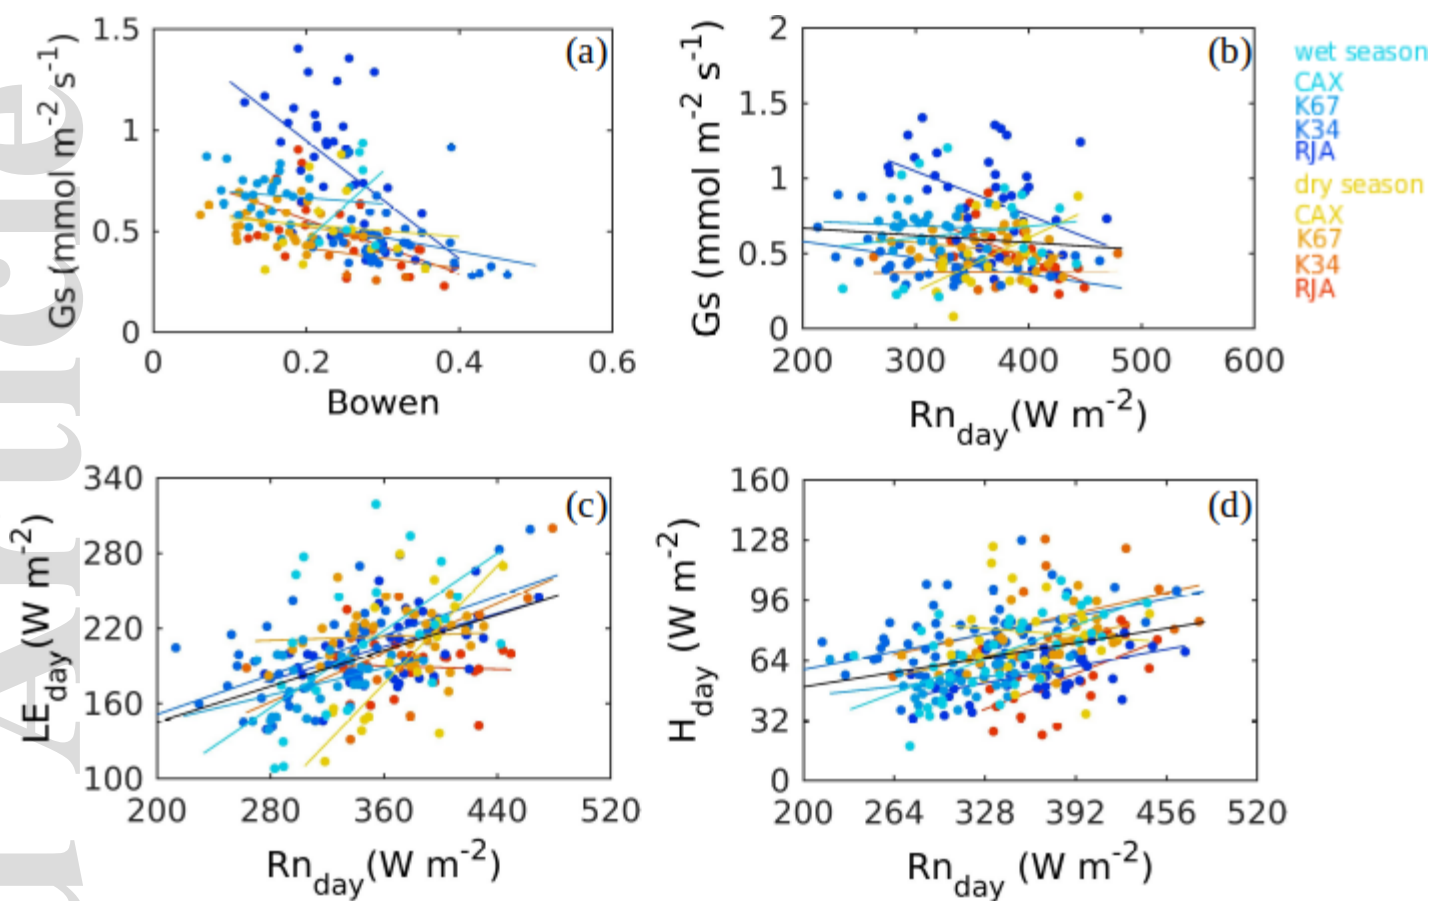 (a)
1.5
1
0.5
0
0
0.2
0.4
0.6
Gs (mmol m-2 s-1)
Bowen
(b)
2
1.5
1
0.5
0
200
300
400
500
600
Gs (mmol m-2 s-1)
Rnday(W m-2)
wet season
CAX
K67
K34
RJA
dry season
CAX
K67
K34
RJA
(c)
340
280
220
160
100
200
280
360
440
520
LEday (W m-2)
Rnday(W m-2)
(d)
160
128
96
64
32
0
200
264
328
392
456
520
Hday (W m-2)
Rnday (W m-2)
Article